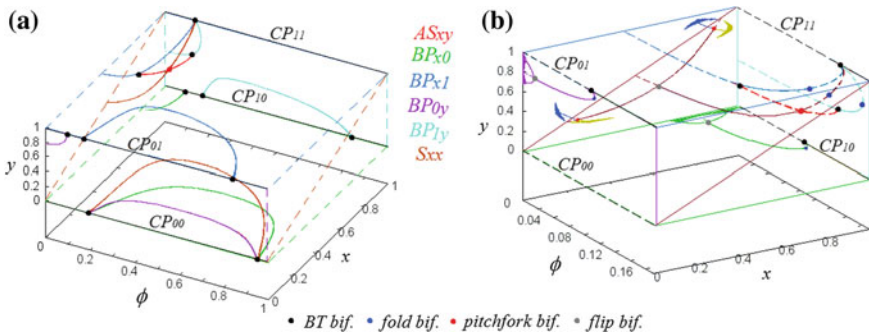 (a)
CP11
CP10
CP01
CP00
y
1
0.8
0.6
0.4
0.2
0
0
0.2
0.4
0.6
0.8
1
ϕ
0
0.2
0.4
0.6
0.8
1
x
ASxy
BPx0
BPx1
BP0y
BP1y
Sxx
(b)
CP11
CP01
CP10
CP00
y
1
0.8
0.6
0.4
0.2
0
0
0.04
0.08
0.12
0.16
ϕ
0
0.2
0.4
0.6
0.8
x
• BT bif. • fold bif. • pitchfork bif. • flip bif.